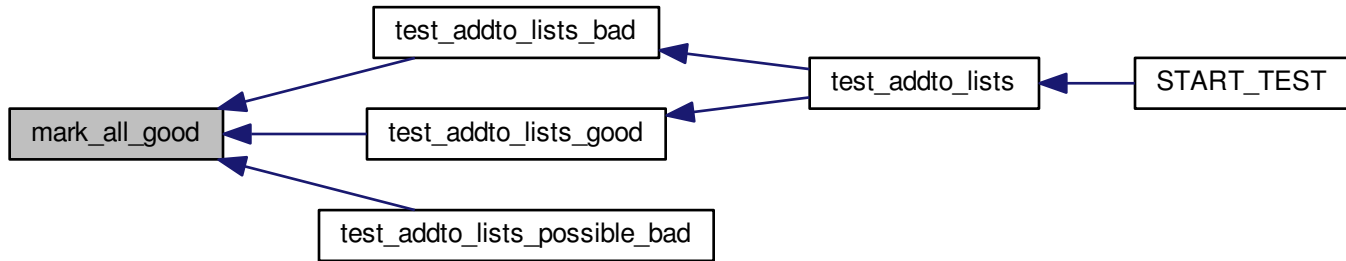 mark_all_good
test_addto_lists_bad
test_addto_lists_good
test_addto_lists_possible_bad
test_addto_lists
START_TEST